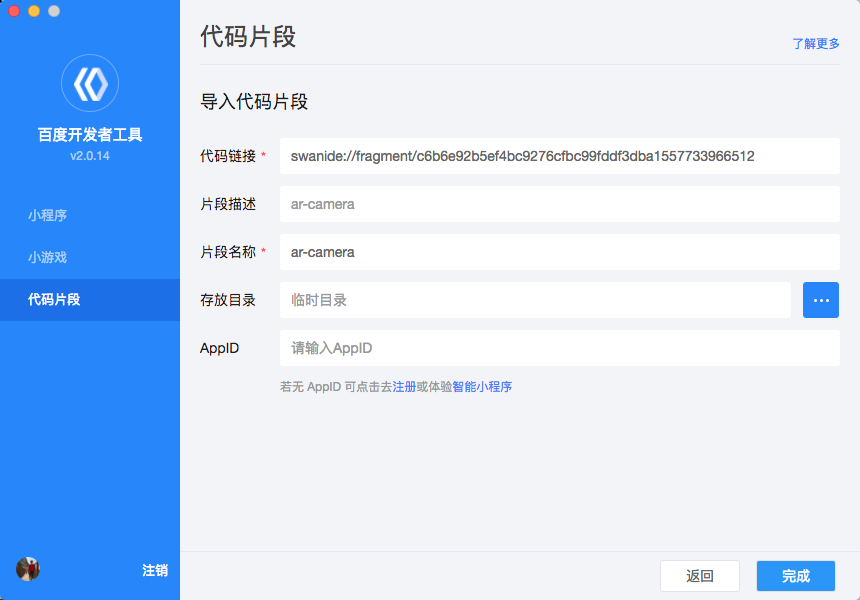 百度开发者工具
v2.0.14
小程序
小游戏
代码片段
注销
代码片段
了解更多
导入代码片段
代码链接 * swanide://fragment/c6b6e92b5ef4bc9276cfbc99fddf3dba1557733966512
片段描述 ar-camera
片段名称 * ar-camera
存放目录 临时目录 ...
AppID 请输入AppID
若无 AppID 可点击去注册或体验智能小程序
返回 完成